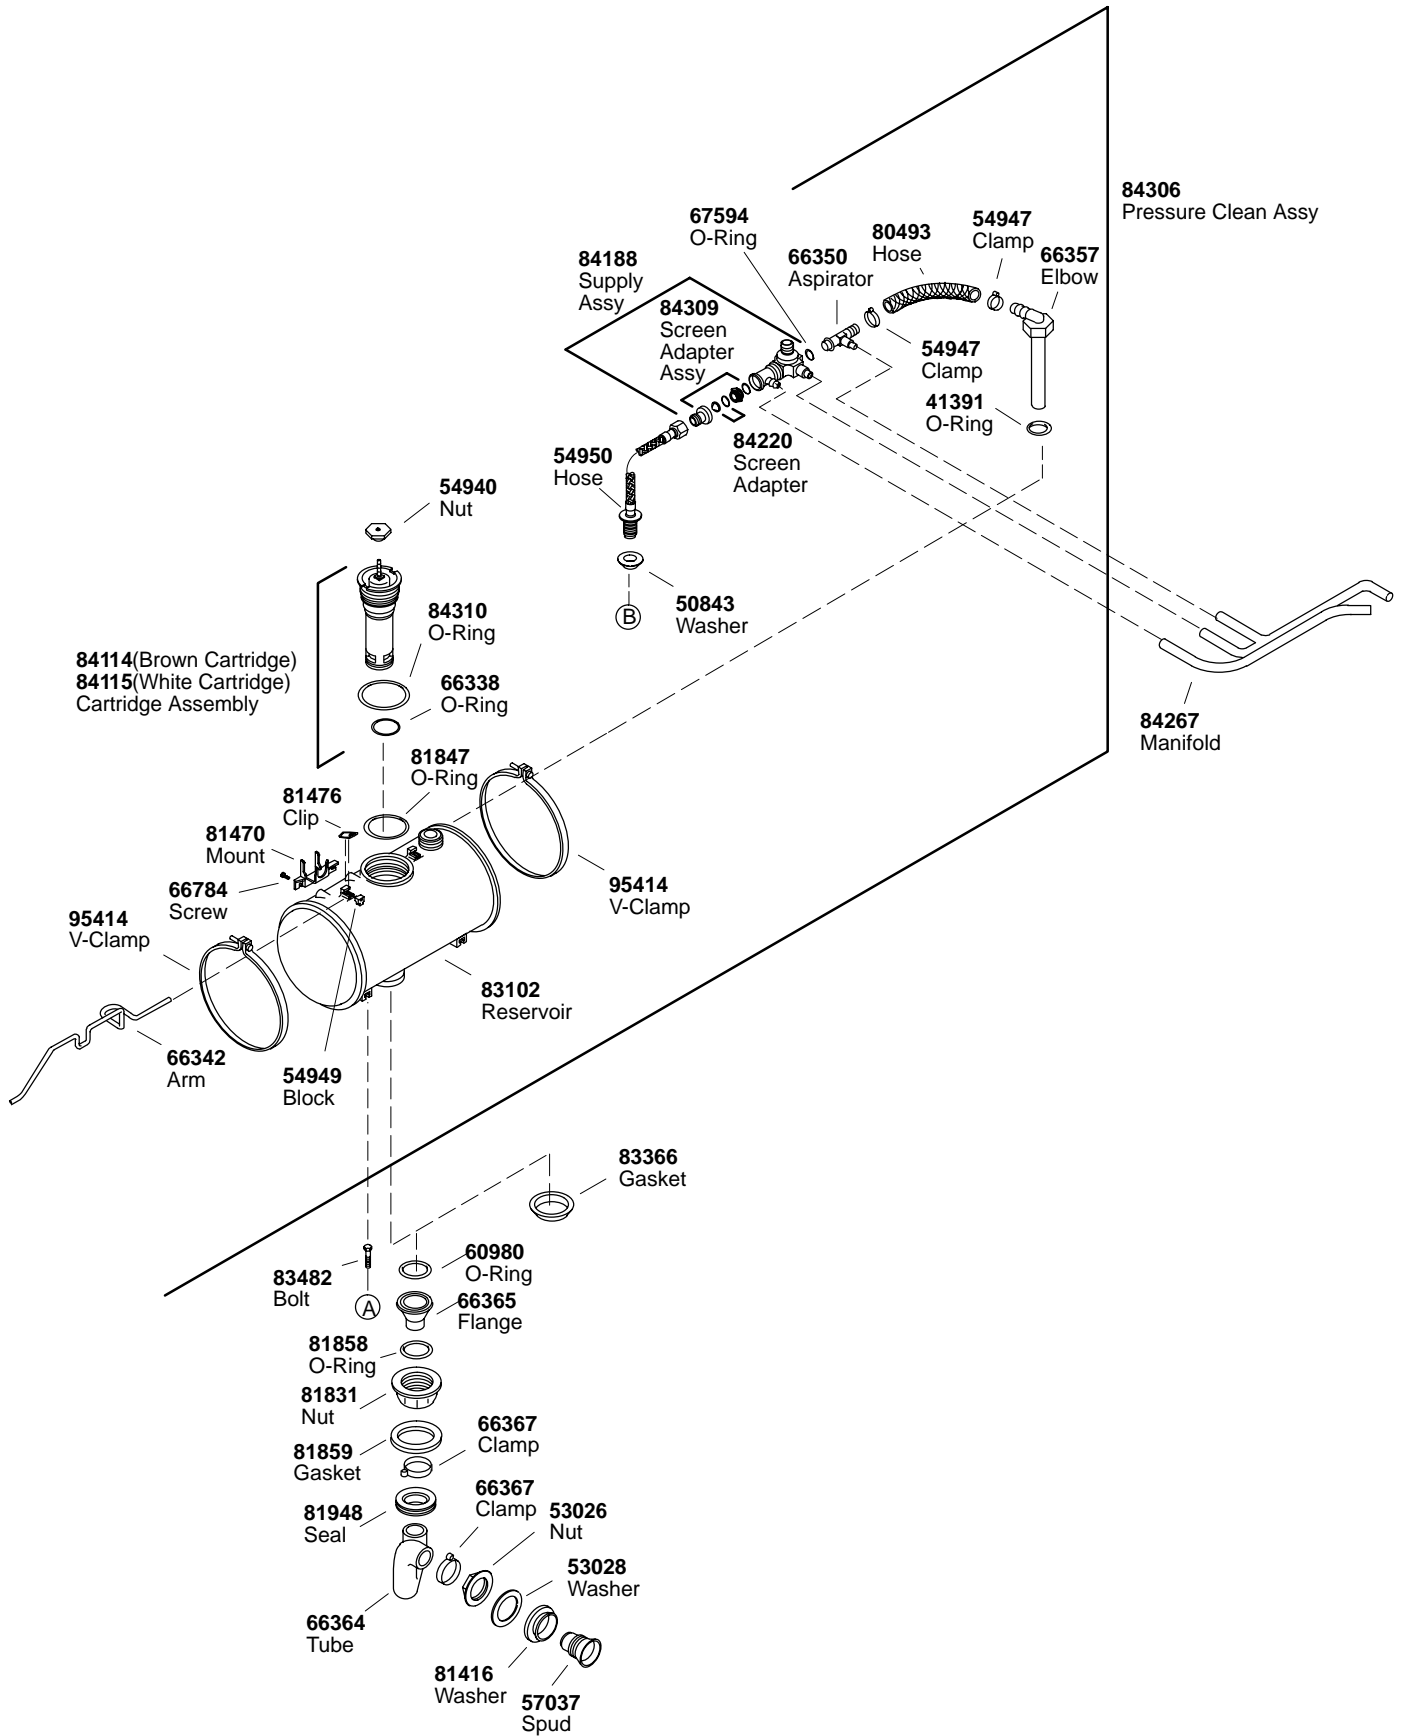 84306
Pressure Clean Assy
67594
O-Ring
80493
Hose
54947
Clamp
66357
Elbow
66350
Aspirator
84188
Supply
Assy
84309
Screen
Adapter
Assy
54947
Clamp
41391
O-Ring
84220
Screen
Adapter
54950
Hose
54940
Nut
50843
Washer
B
84310
O-Ring
84114(Brown Cartridge)
84115(White Cartridge)
Cartridge Assembly
66338
O-Ring
84267
Manifold
81847
O-Ring
81476
Clip
81470
Mount
66784
Screw
95414
V-Clamp
95414
V-Clamp
83102
Reservoir
66342
Arm
54949
Block
83366
Gasket
60980
O-Ring
83482
Bolt
A
66365
Flange
81858
O-Ring
81831
Nut
66367
Clamp
81859
Gasket
66367
Clamp
81948
Seal
53026
Nut
53028
Washer
66364
Tube
81416
Washer
57037
Spud